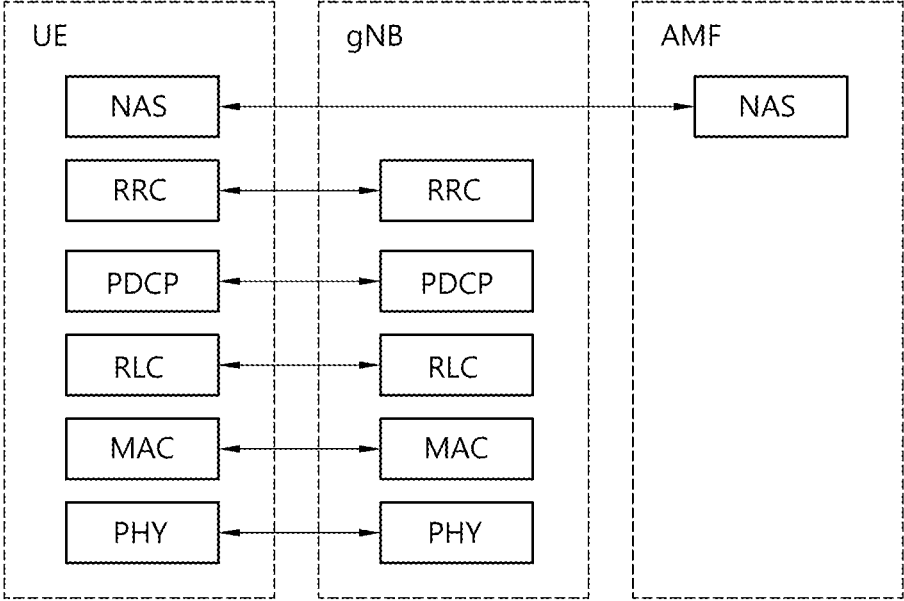 UE
gNB
AMF
NAS
NAS
RRC
RRC
PDCP
PDCP
RLC
RLC
MAC
MAC
PHY
PHY